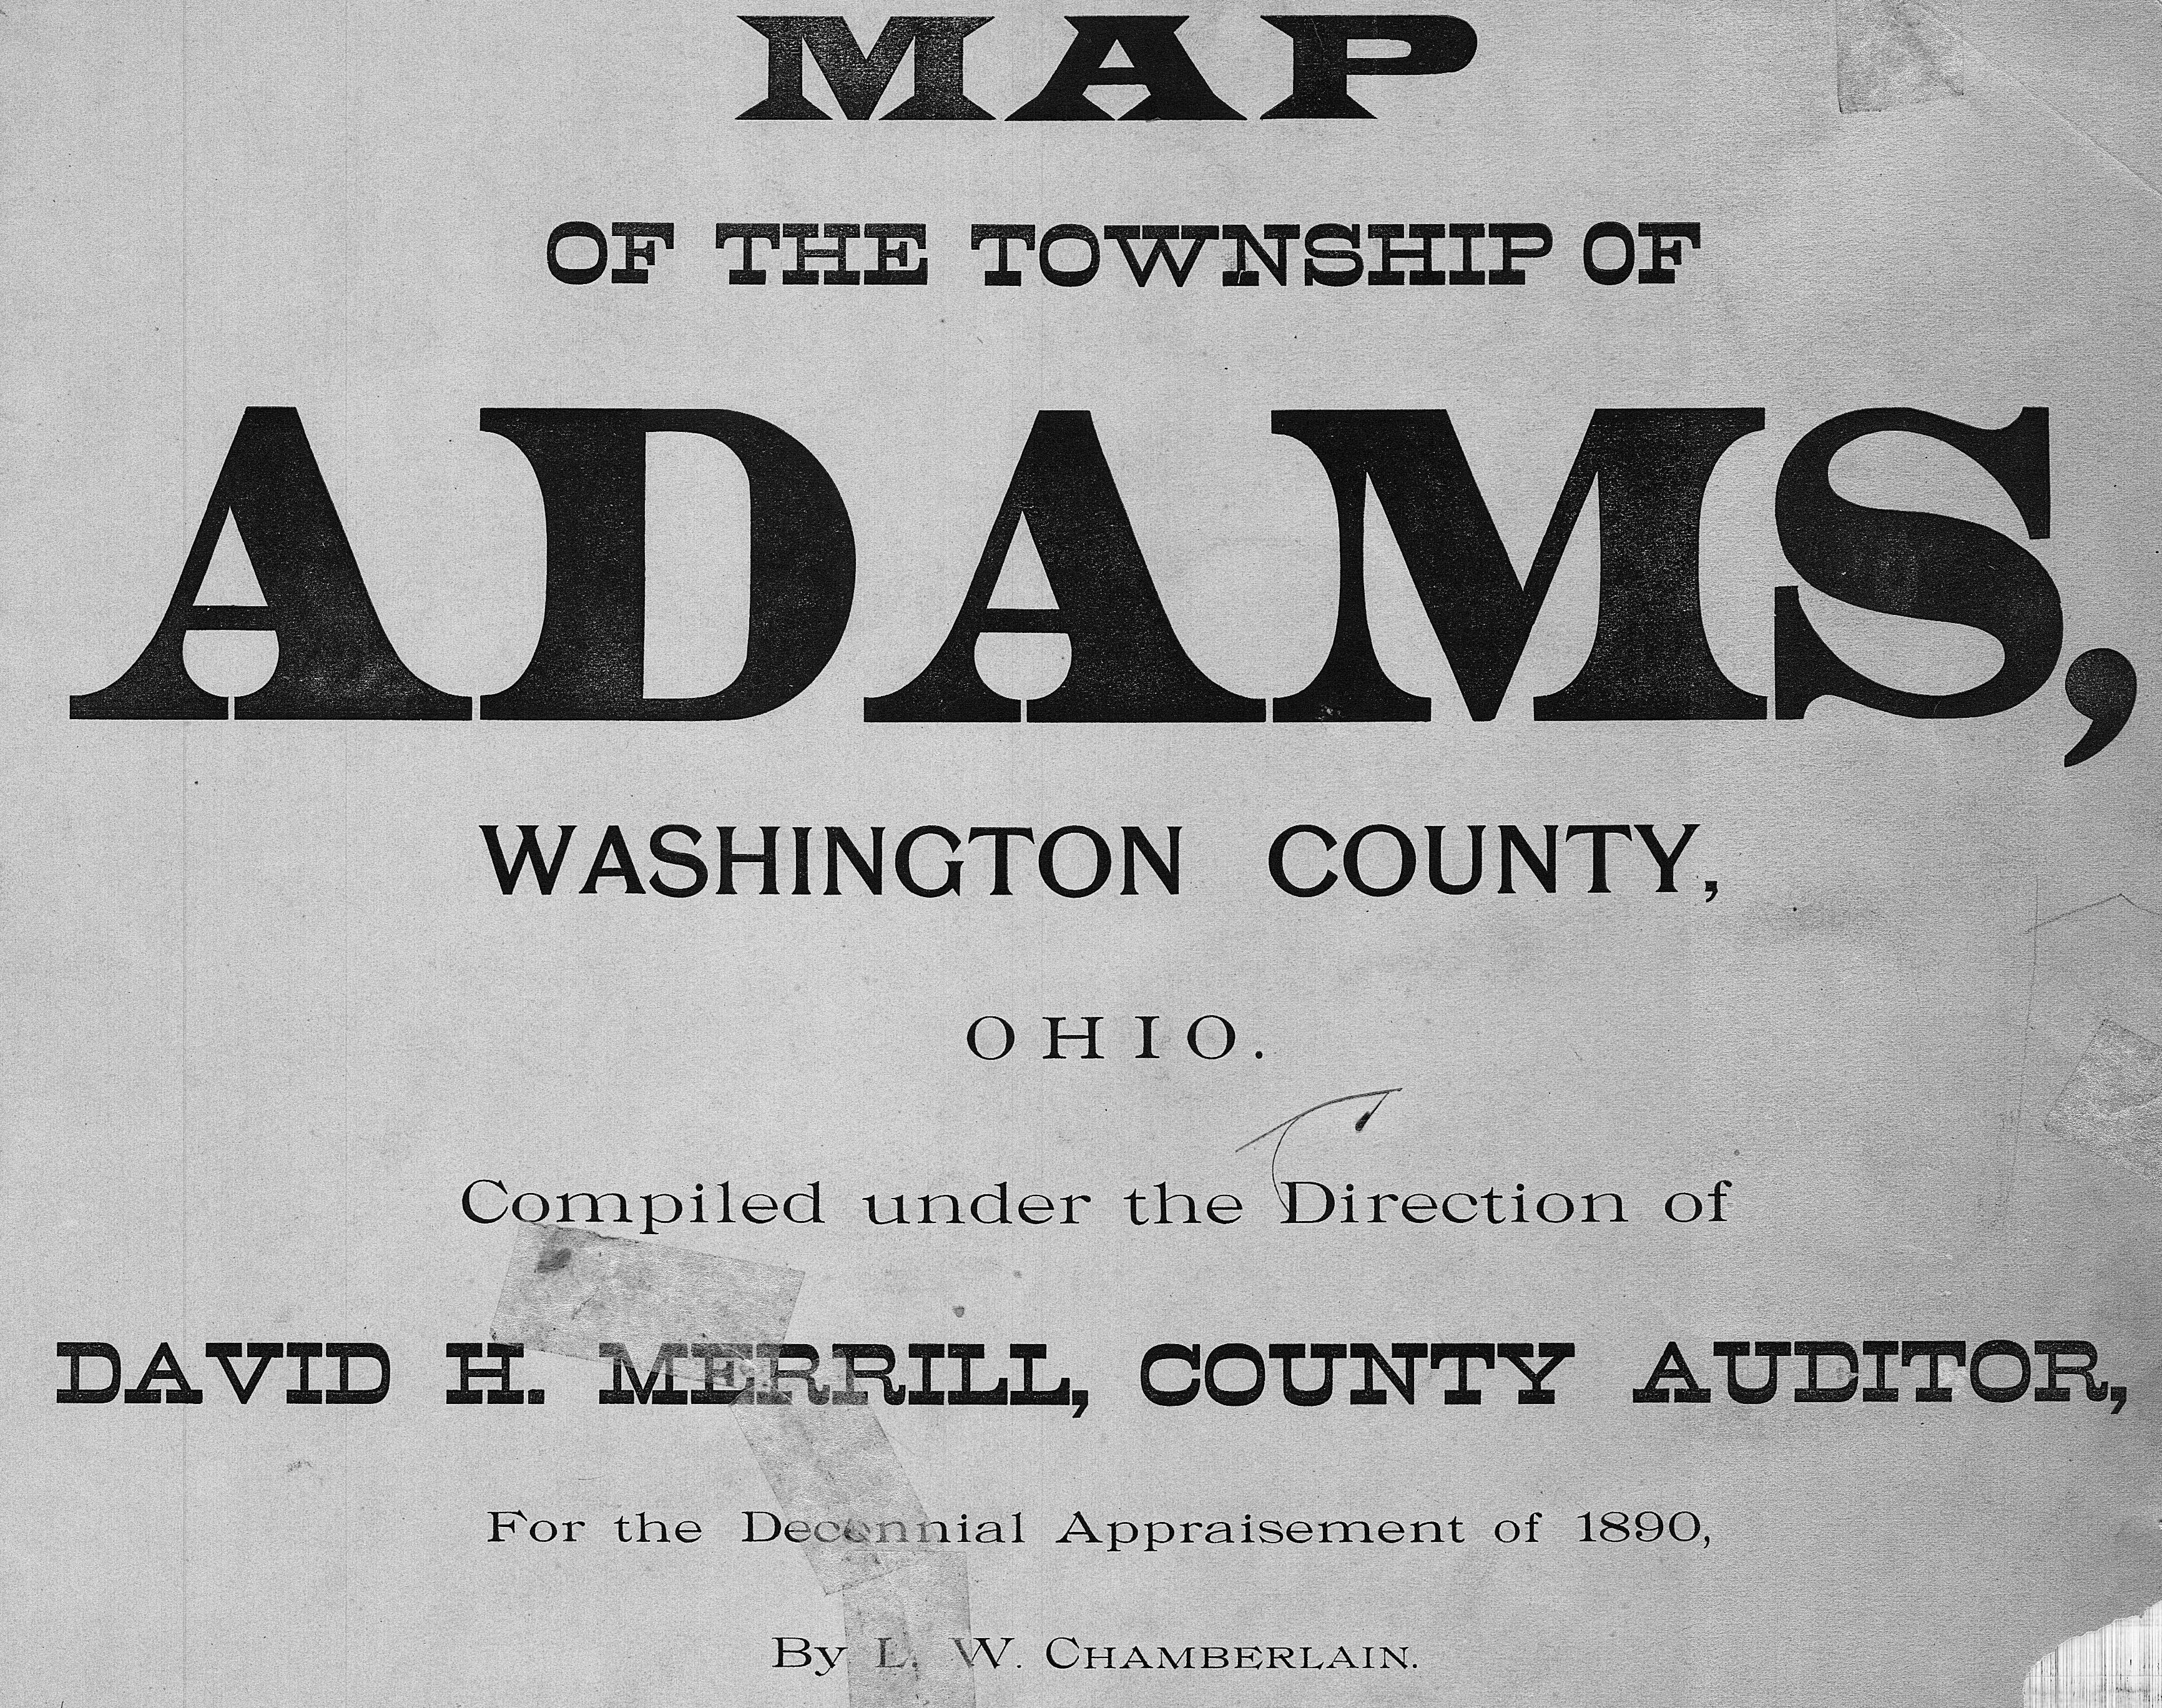 MAP
OF THE TOWNSHIP OF
ADAMS,
WASHINGTON COUNTY,
OHIO.
Compiled under the Direction of
DAVID H. MERRILL, COUNTY AUDITOR,
For the Decennial Appraisement of 1890,
By L. W. CHAMBERLAIN.